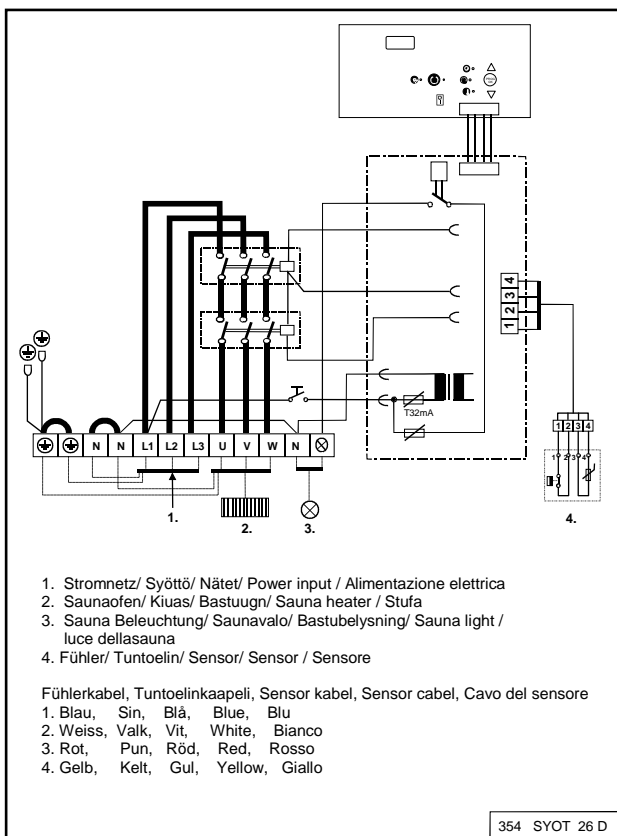 T32mA
4
3
2
1
N N L1 L2 L3 U V W N
1 2 3 4
1 2 3 4
1.
2.
3.
4.
1. Stromnetz/ Syöttö/ Nätet/ Power input / Alimentazione elettrica
2. Saunaofen/ Kiuas/ Bastuugn/ Sauna heater / Stufa
3. Sauna Beleuchtung/ Saunavalo/ Bastubelysning/ Sauna light /
luce dellasauna
4. Fühler/ Tuntoelin/ Sensor/ Sensor / Sensore
Fühlerkabel, Tuntoelinkaapeli, Sensor kabel, Sensor cabel, Cavo del sensore
1. Blau, Sin, Blå, Blue, Blu
2. Weiss, Valk, Vit, White, Bianco
3. Rot, Pun, Röd, Red, Rosso
4. Gelb, Kelt, Gul, Yellow, Giallo
354 SYOT 26 D